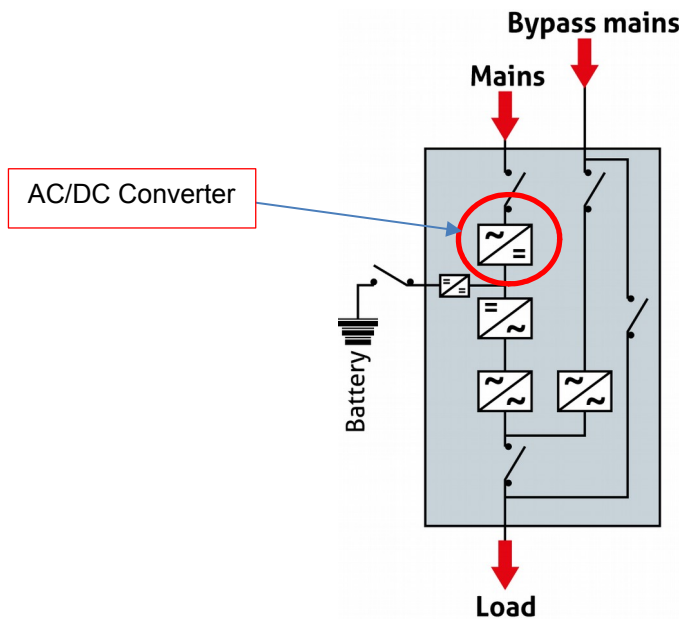 Bypass mains
Mains
AC/DC Converter
Battery
Load